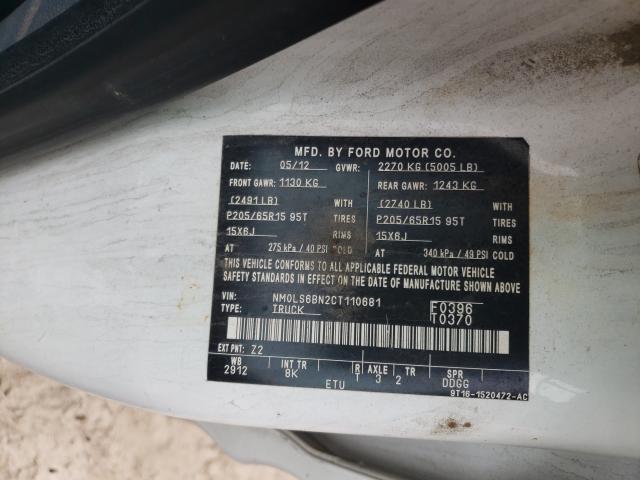 MFD. BY FORD MOTOR CO.
DATE: 05/12 GVWR: 2270 KG (5005 LB)
FRONT GAWR: 1130 KG REAR GAWR: 1243 KG
(2491 LB) WITH (2740 LB) WITH
P205/65R15 95T TIRES P205/65R15 95T TIRES
15X6J RIMS 15X6J RIMS
AT 275 kPa / 40 PSI COLD AT 340 kPa / 49 PSI COLD
THIS VEHICLE CONFORMS TO ALL APPLICABLE FEDERAL MOTOR VEHICLE
SAFETY STANDARDS IN EFFECT ON THE DATE OF MANUFACTURE SHOWN ABOVE.
VIN: NM0LS6BN2CT110681 F0396
TYPE: TRUCK T0370
EXT PNT: Z2
WB INT TR R AXLE TR SPR
2912 8K T 3 2 DDGG
ETU
9T16-1520472-AC